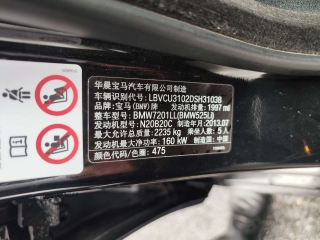 华晨宝马汽车有限公司 制造
车辆识别代号: LBVCU3102DSH31038
品牌: 宝马(BMW)牌 发动机排量: 1997 ml
整车型号: BMW7201LL(BMW525LI)
发动机型号: N20B20C 制造年月: 2013.07
最大允许总质量: 2235 kg 乘坐人数: 5 人
发动机最大净功率: 160 kW 制造国: 中国
颜色代号/色圈: 475